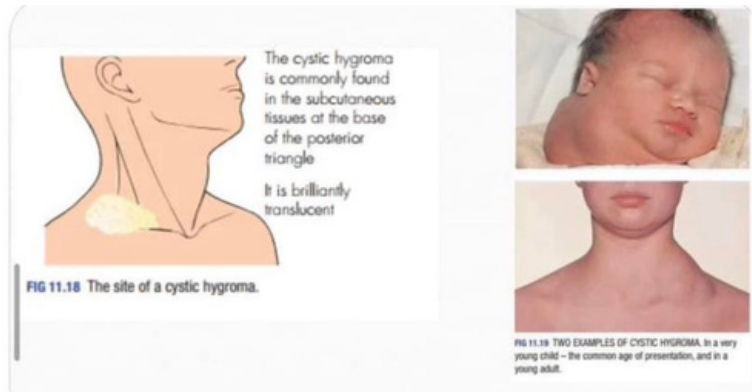 The cystic hygroma
is commonly found
in the subcutaneous
tissues at the base
of the posterior
triangle
It is brilliantly
translucent
FIG 11.18 The site of a cystic hygroma.
FIG 11.19 TWO EXAMPLES OF CYSTIC HYGROMA. In a very
young child – the common age of presentation, and in a
young adult.